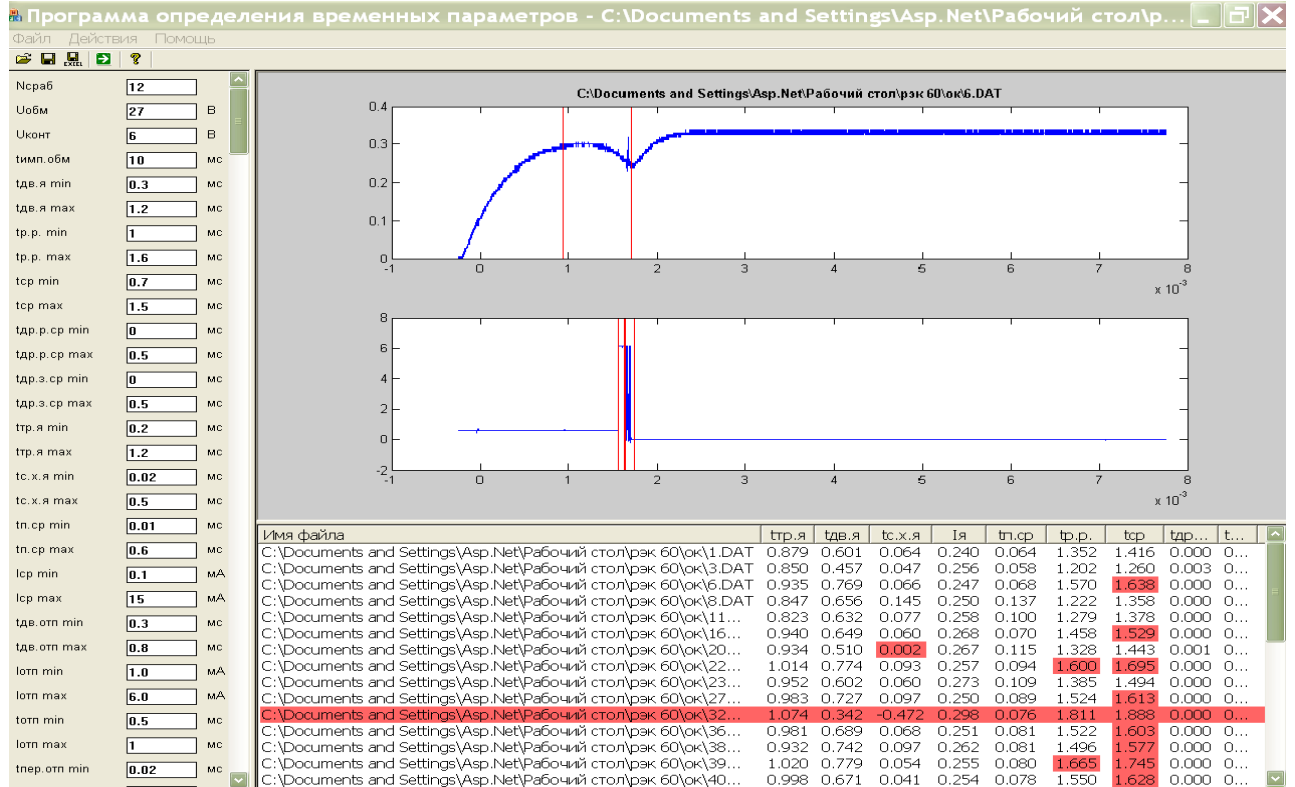 Программа определения временных параметров - C:\Documents and Settings\Asp.Net\Рабочий стол\р...
Файл Действия Помощь
EXCEL
Nсраб 12
Uобм 27 В
Uконт 6 В
tимп.обм 10 мс
tдв.я min 0.3 мс
tдв.я max 1.2 мс
tр.р. min 1 мс
tр.р. max 1.6 мс
tср min 0.7 мс
tср max 1.5 мс
tдр.р.ср min 0 мс
tдр.р.ср max 0.5 мс
tдр.з.ср min 0 мс
tдр.з.ср max 0.5 мс
tтр.я min 0.2 мс
tтр.я max 1.2 мс
tс.х.я min 0.02 мс
tс.х.я max 0.5 мс
tп.ср min 0.01 мс
tп.ср max 0.6 мс
Iср min 0.1 мА
Iср max 15 мА
tдв.отп min 0.3 мс
tдв.отп max 0.8 мс
Iотп min 1.0 мА
Iотп max 6.0 мА
tотп min 0.5 мс
Iотп max 1 мс
tпер.отп min 0.02 мс
C:\Documents and Settings\Asp.Net\Рабочий стол\рэк 60\ок\6.DAT
0.4
0.3
0.2
0.1
0
-1 0 1 2 3 4 5 6 7 8
x 10-3
8
6
4
2
0
-2
-1 0 1 2 3 4 5 6 7 8
x 10-3
Имя файла tтр.я tдв.я tс.х.я Iя tп.ср tр.р. tср tдр... t...
C:\Documents and Settings\Asp.Net\Рабочий стол\рэк 60\ок\1.DAT 0.879 0.601 0.064 0.240 0.064 1.352 1.416 0.000 0...
C:\Documents and Settings\Asp.Net\Рабочий стол\рэк 60\ок\3.DAT 0.850 0.457 0.047 0.256 0.058 1.202 1.260 0.003 0...
C:\Documents and Settings\Asp.Net\Рабочий стол\рэк 60\ок\6.DAT 0.935 0.769 0.066 0.247 0.068 1.570 1.638 0.000 0...
C:\Documents and Settings\Asp.Net\Рабочий стол\рэк 60\ок\8.DAT 0.847 0.656 0.145 0.250 0.137 1.222 1.358 0.000 0...
C:\Documents and Settings\Asp.Net\Рабочий стол\рэк 60\ок\11... 0.823 0.632 0.077 0.258 0.100 1.279 1.378 0.000 0...
C:\Documents and Settings\Asp.Net\Рабочий стол\рэк 60\ок\16... 0.940 0.649 0.060 0.268 0.070 1.458 1.529 0.000 0...
C:\Documents and Settings\Asp.Net\Рабочий стол\рэк 60\ок\20... 0.934 0.510 0.002 0.267 0.115 1.328 1.443 0.001 0...
C:\Documents and Settings\Asp.Net\Рабочий стол\рэк 60\ок\22... 1.014 0.774 0.093 0.257 0.094 1.600 1.695 0.000 0...
C:\Documents and Settings\Asp.Net\Рабочий стол\рэк 60\ок\23... 0.952 0.602 0.060 0.273 0.109 1.385 1.494 0.000 0...
C:\Documents and Settings\Asp.Net\Рабочий стол\рэк 60\ок\27... 0.983 0.727 0.097 0.250 0.089 1.524 1.613 0.000 0...
C:\Documents and Settings\Asp.Net\Рабочий стол\рэк 60\ок\32... 1.074 0.342 -0.472 0.298 0.076 1.811 1.888 0.000 0...
C:\Documents and Settings\Asp.Net\Рабочий стол\рэк 60\ок\36... 0.981 0.689 0.068 0.251 0.081 1.522 1.603 0.000 0...
C:\Documents and Settings\Asp.Net\Рабочий стол\рэк 60\ок\38... 0.932 0.742 0.097 0.262 0.081 1.496 1.577 0.000 0...
C:\Documents and Settings\Asp.Net\Рабочий стол\рэк 60\ок\39... 1.020 0.779 0.054 0.255 0.080 1.665 1.745 0.000 0...
C:\Documents and Settings\Asp.Net\Рабочий стол\рэк 60\ок\40... 0.998 0.671 0.041 0.254 0.078 1.550 1.628 0.000 0...